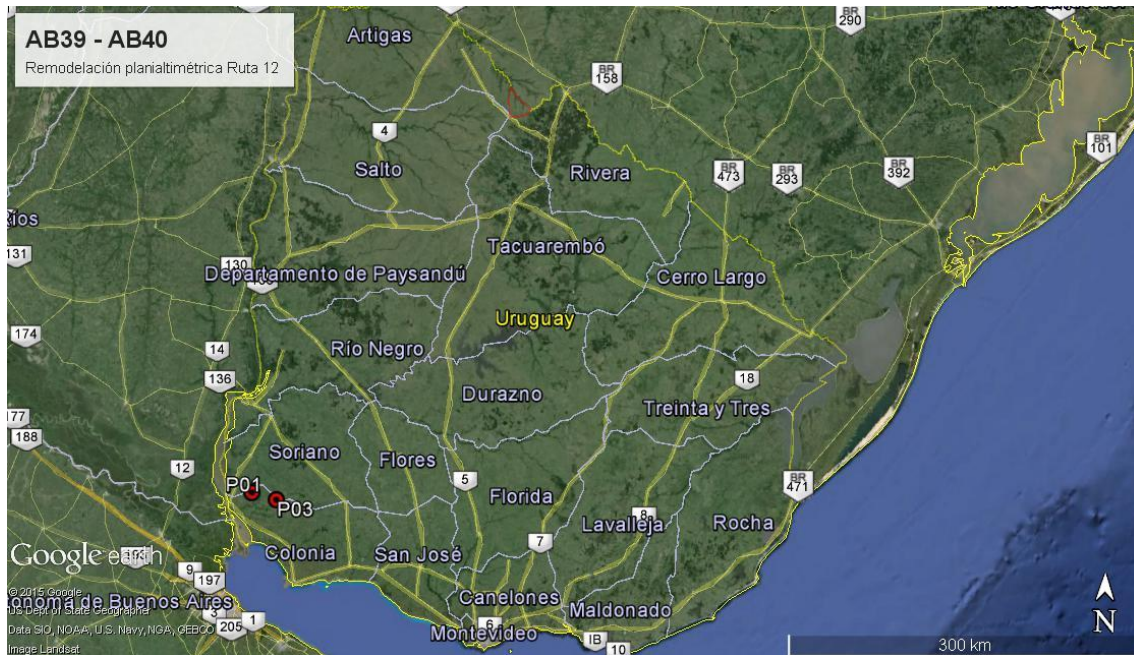 AB39 - AB40
Remodelación planialtimétrica Ruta 12
Artigas
BR
290
BR
158
4
BR
101
Salto
Rivera
BR
473
BR
293
BR
392
Ríos
131
130
Tacuarembó
Departamento de Paysandú
Cerro Largo
Uruguay
174
14
Río Negro
136
18
Durazno
Treinta y Tres
177
188
Soriano
12
Flores
5
P01
P03
Florida
BR
471
Lavalleja
8
Rocha
7
Colonia
San José
Google earth
193
9
197
Canelones
Maldonado
© 2015 Google
US Dept of State Geographer
Data SIO, NOAA, U.S. Navy, NGA, GEBCO
Image Landsat
tonoma de Buenos Aires
3
1
205
6
Montevideo
IB
10
N
300 km